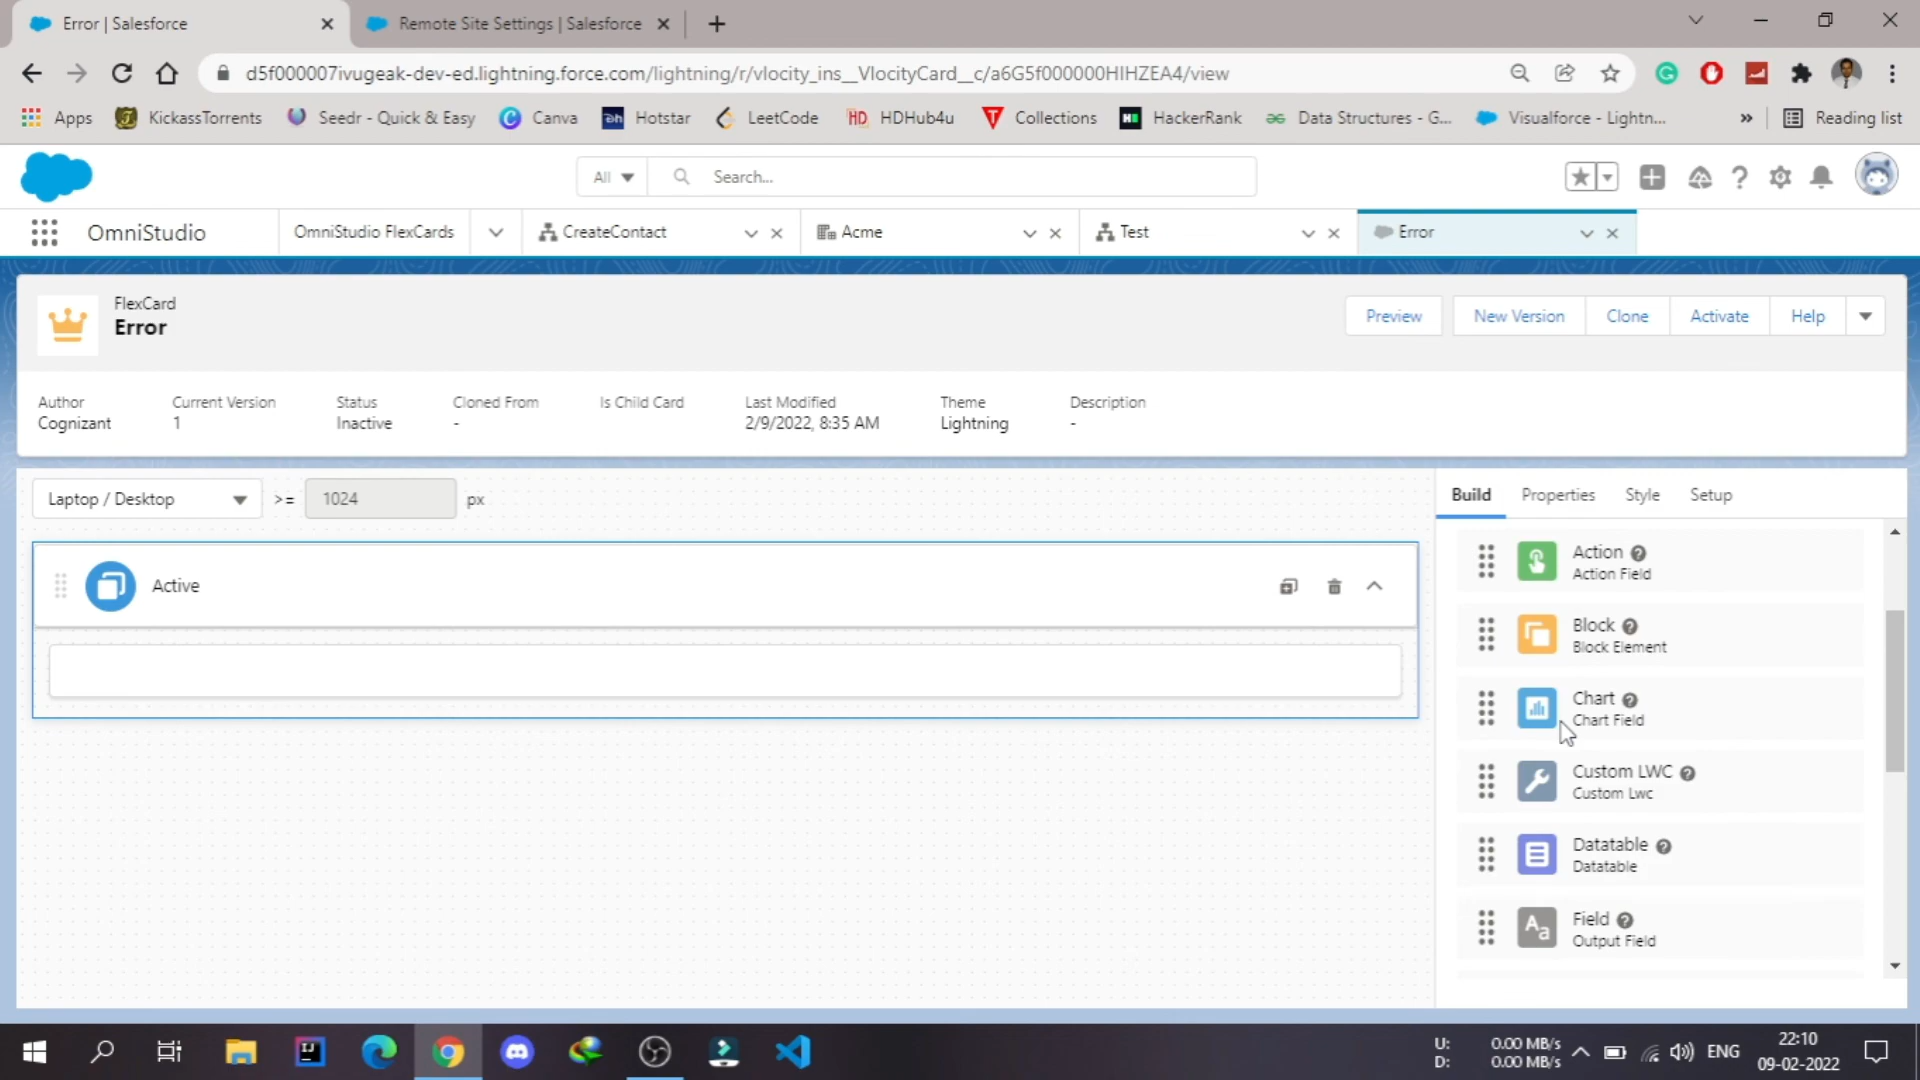 Error | Salesforce
Remote Site Settings | Salesforce
d5f000007ivugeak-dev-ed.lightning.force.com/lightning/r/vlocity_ins__VlocityCard__c/a6G5f000000HIHZEA4/view
Apps
KickassTorrents
Seedr - Quick & Easy
Canva
Hotstar
LeetCode
HDHub4u
Collections
HackerRank
Data Structures - G...
Visualforce - Lightn...
»
Reading list
All
Search...
OmniStudio
OmniStudio FlexCards
CreateContact
Acme
Test
Error
FlexCard
Error
Preview
New Version
Clone
Activate
Help
Author
Cognizant
Current Version
1
Status
Inactive
Cloned From
-
Is Child Card
Last Modified
2/9/2022, 8:35 AM
Theme
Lightning
Description
-
Laptop / Desktop
>=
1024
px
Active
Build
Properties
Style
Setup
Action
Action Field
Block
Block Element
Chart
Chart Field
Custom LWC
Custom Lwc
Datatable
Datatable
Field
Output Field
U: 0.00 MB/s
D: 0.00 MB/s
ENG
22:10
09-02-2022